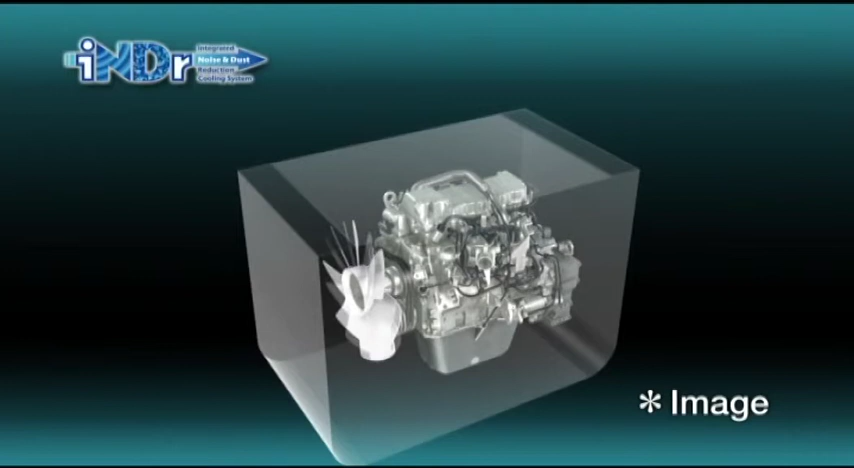 iNDr
Integrated
Noise & Dust
Reduction
Cooling System
* Image